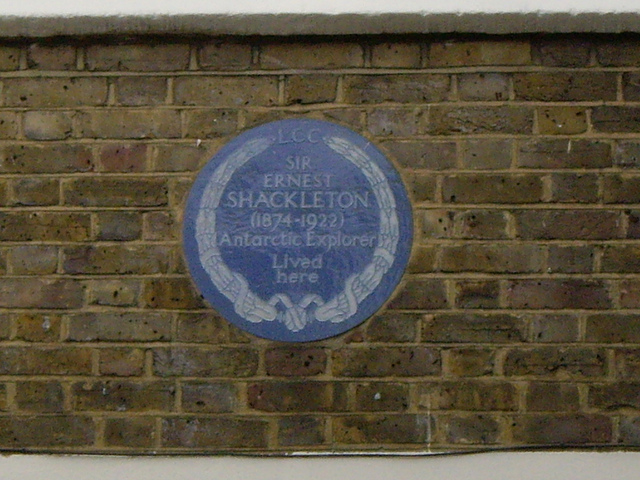 LCC
SIR
ERNEST
SHACKLETON
(1874-1922)
Antarctic Explorer
Lived
here